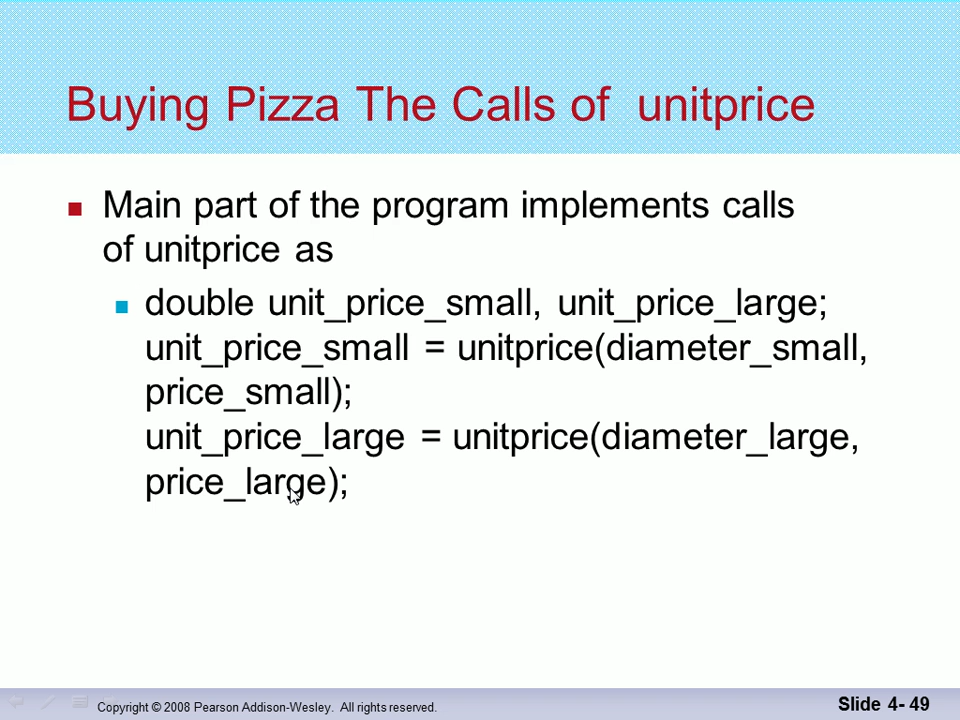 Buying Pizza The Calls of unitprice
Main part of the program implements calls
of unitprice as
double unit_price_small, unit_price_large;
unit_price_small = unitprice(diameter_small,
price_small);
unit_price_large = unitprice(diameter_large,
price_large);
Copyright © 2008 Pearson Addison-Wesley. All rights reserved.
Slide 4- 49